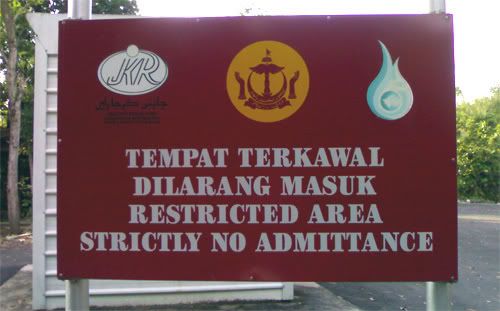 JKR
TEMPAT TERKAWAL
DILARANG MASUK
RESTRICTED AREA
STRICTLY NO ADMITTANCE